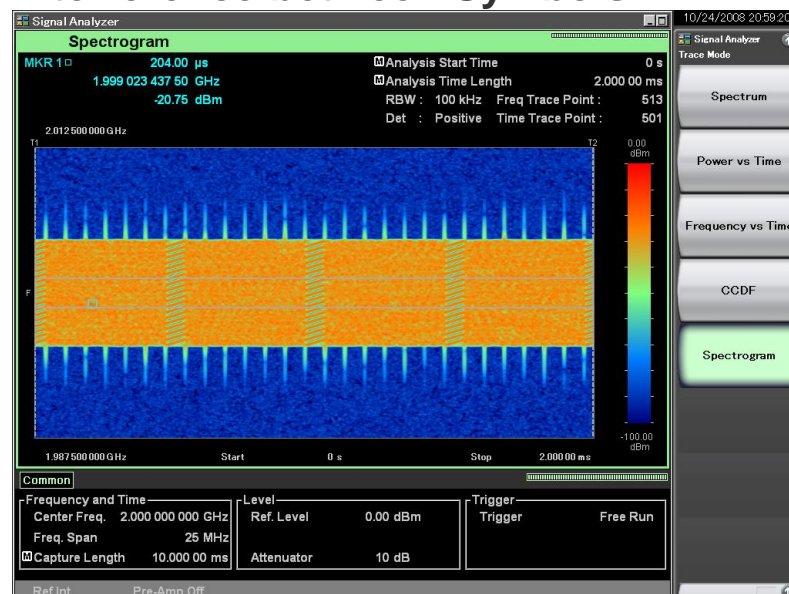 Signal Analyzer
10/24/2008 20:59:20
Spectrogram
MKR 1
204.00 µs
1.999 023 437 50 GHz
-20.75 dBm
M Analysis Start Time 0 s
M Analysis Time Length 2.000 00 ms
RBW : 100 kHz Freq Trace Point : 513
Det : Positive Time Trace Point : 501
2.012 500 000 GHz
T1
T2
0.00
dBm
F
-100.00
dBm
1.987 500 000 GHz Start 0 s Stop 2.000 00 ms
Common
Frequency and Time
Center Freq. 2.000 000 000 GHz
Freq. Span 25 MHz
M Capture Length 10.000 00 ms
Level
Ref. Level 0.00 dBm
Attenuator 10 dB
Trigger
Trigger Free Run
Ref.Int Pre-Amp Off
Signal Analyzer
Trace Mode
Spectrum
Power vs Time
Frequency vs Time
CCDF
Spectrogram